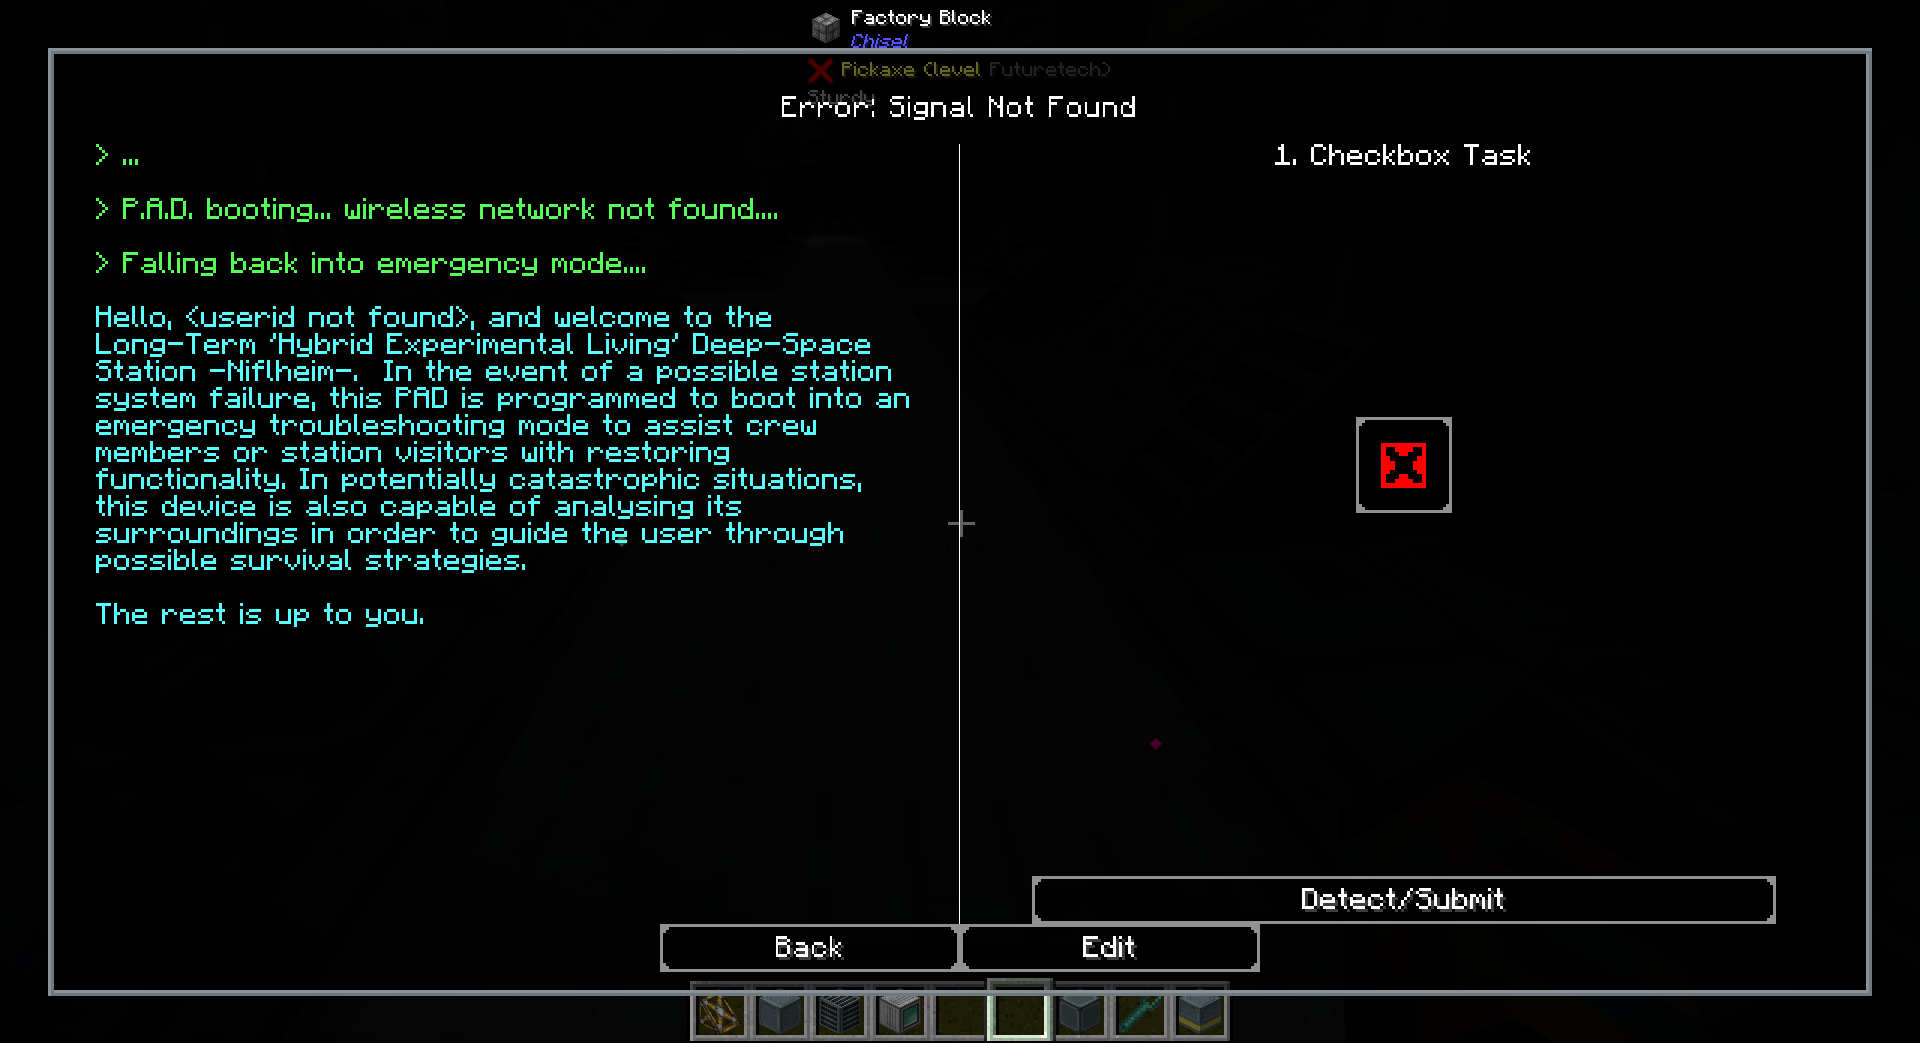 Factory Block
Chisel
Pickaxe (level Futuretech)
Sturdy
Error: Signal Not Found
> ...
> P.A.D. booting... wireless network not found....
> Falling back into emergency mode....
Hello, <userid not found>, and welcome to the
Long-Term 'Hybrid Experimental Living' Deep-Space
Station -Niflheim-.  In the event of a possible station
system failure, this PAD is programmed to boot into an
emergency troubleshooting mode to assist crew
members or station visitors with restoring
functionality. In potentially catastrophic situations,
this device is also capable of analysing its
surroundings in order to guide the user through
possible survival strategies.
The rest is up to you.
1. Checkbox Task
Detect/Submit
Back
Edit